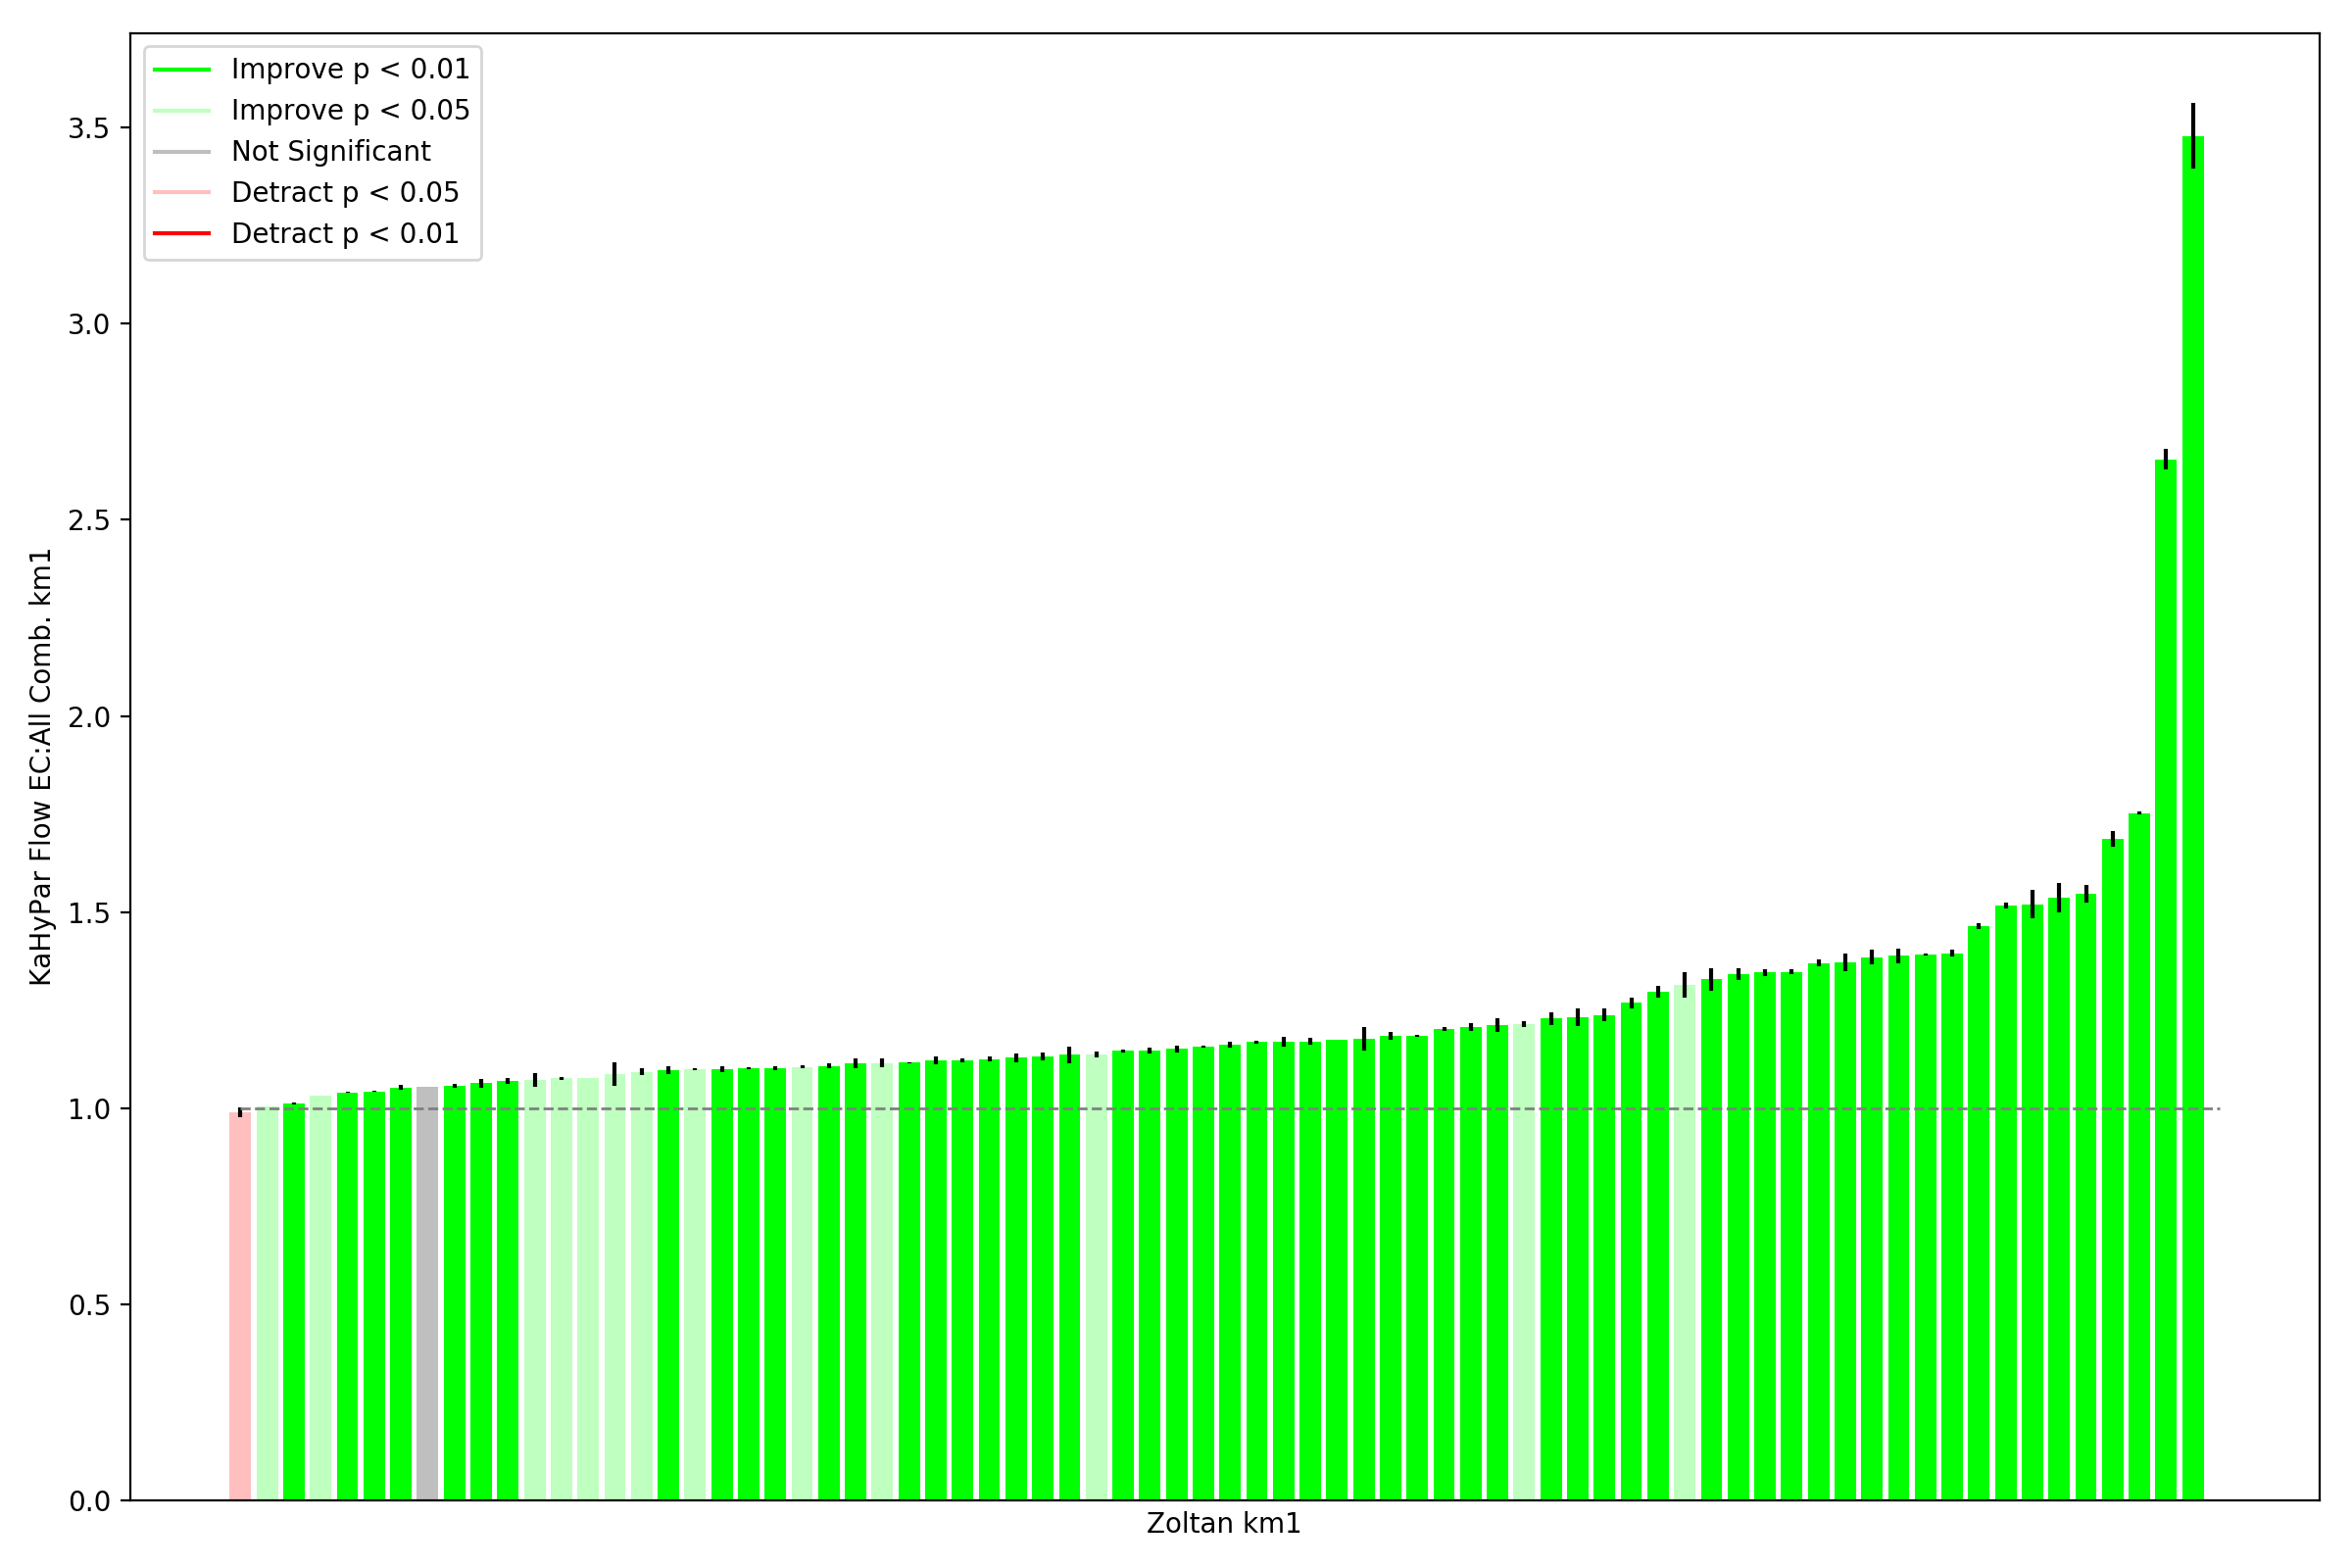 Improve p < 0.01
Improve p < 0.05
Not Significant
Detract p < 0.05
Detract p < 0.01
3.5
3.0
2.5
2.0
1.5
1.0
0.5
0.0
KaHyPar Flow EC:All Comb. km1
Zoltan km1